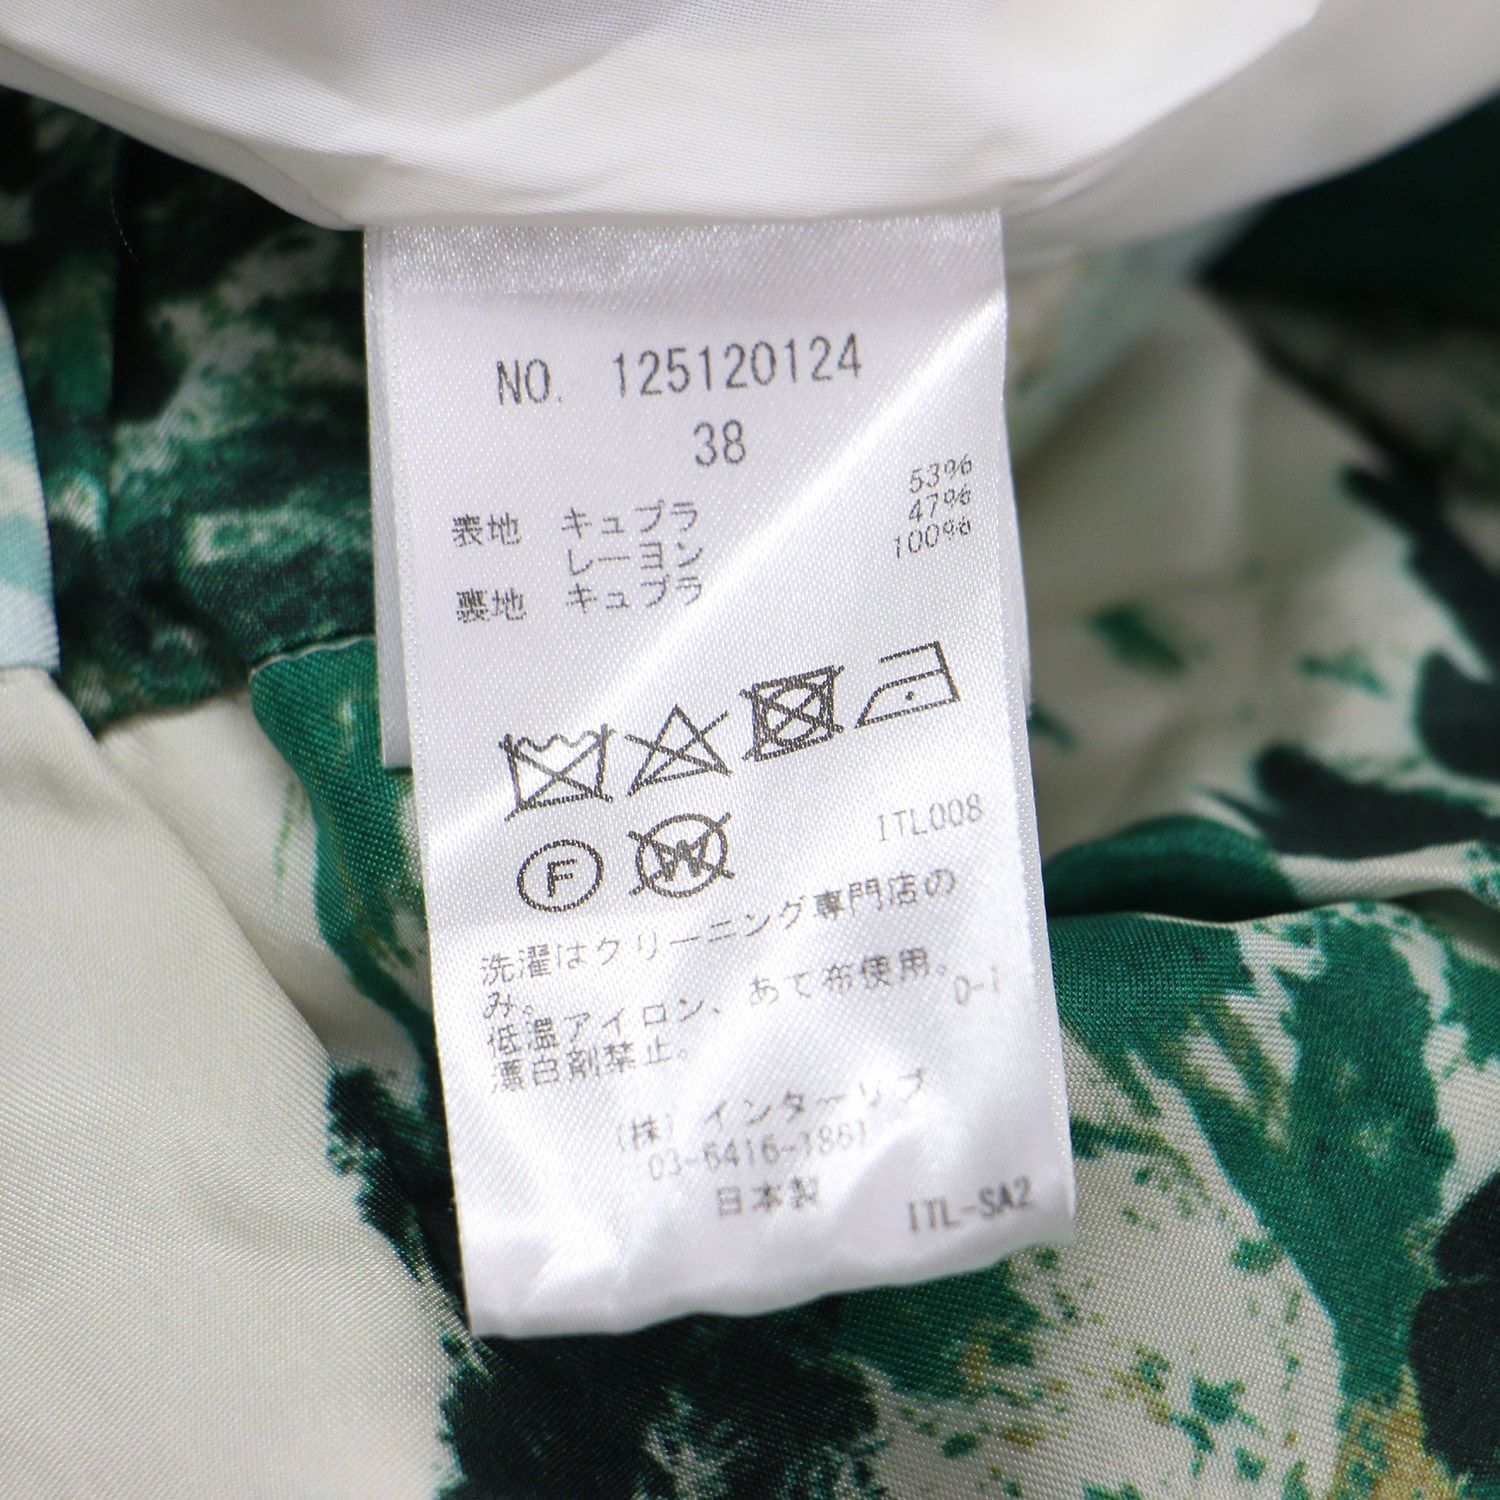 NO. 125120124
38
表地 キュプラ 53%
レーヨン 47%
裏地 キュプラ 100%
F W
ITL008
洗濯はクリーニング専門店の
み。
低温アイロン、あて布使用。
漂白剤禁止。 0-1
(株) インターリブ
03-6416-1861
日本製
ITL-SA2